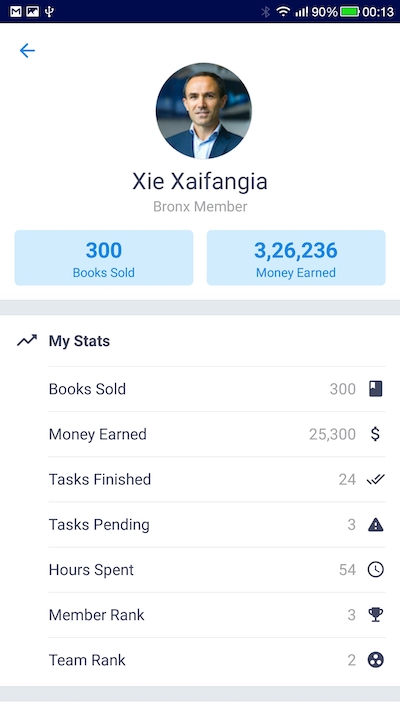 90% 00:13
Xie Xaifangia
Bronx Member
300 3,26,236
Books Sold Money Earned
My Stats
Books Sold 300
Money Earned 25,300 $
Tasks Finished 24
Tasks Pending 3
Hours Spent 54
Member Rank 3
Team Rank 2